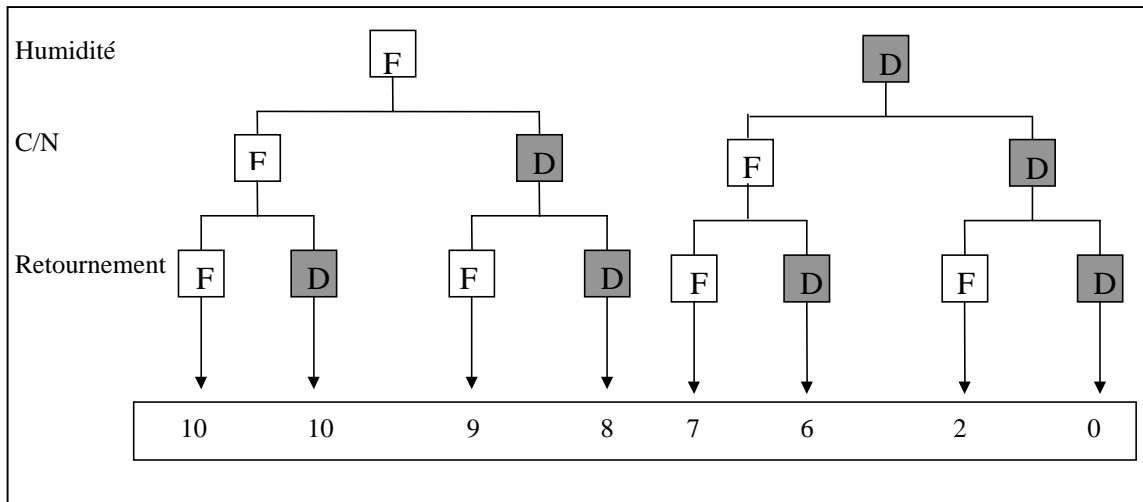 Humidité F D
C/N F D F D
Retournement F D F D F D F D
10 10 9 8 7 6 2 0